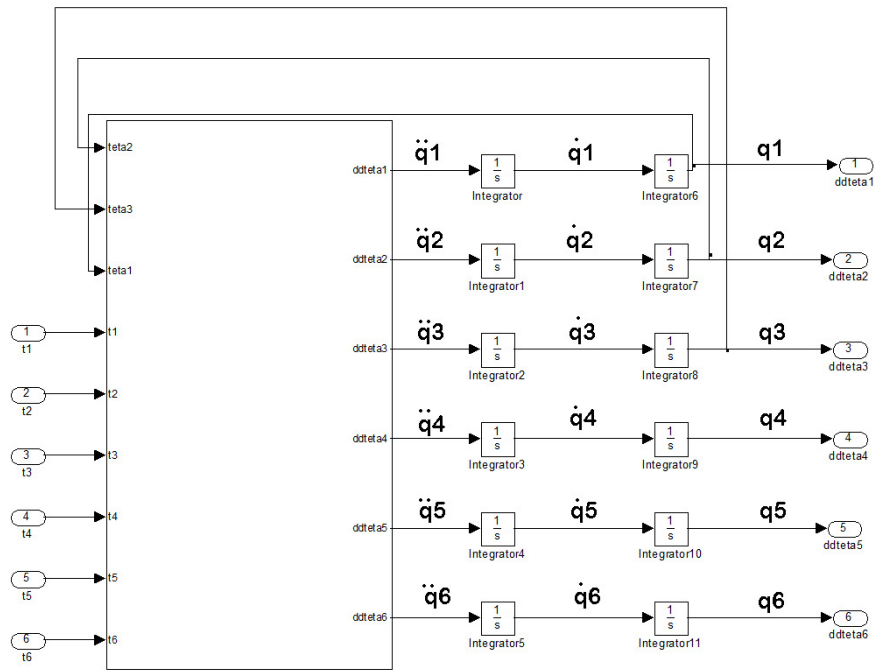 teta2
teta3
teta1
1
t1
t1
2
t2
t2
3
t3
t3
4
t4
t4
5
t5
t5
6
t6
t6
ddteta1
q̈1
1
s
Integrator
q̇1
1
s
Integrator6
q1
1
ddteta1
ddteta2
q̈2
1
s
Integrator1
q̇2
1
s
Integrator7
q2
2
ddteta2
ddteta3
q̈3
1
s
Integrator2
q̇3
1
s
Integrator8
q3
3
ddteta3
ddteta4
q̈4
1
s
Integrator3
q̇4
1
s
Integrator9
q4
4
ddteta4
ddteta5
q̈5
1
s
Integrator4
q̇5
1
s
Integrator10
q5
5
ddteta5
ddteta6
q̈6
1
s
Integrator5
q̇6
1
s
Integrator11
q6
6
ddteta6